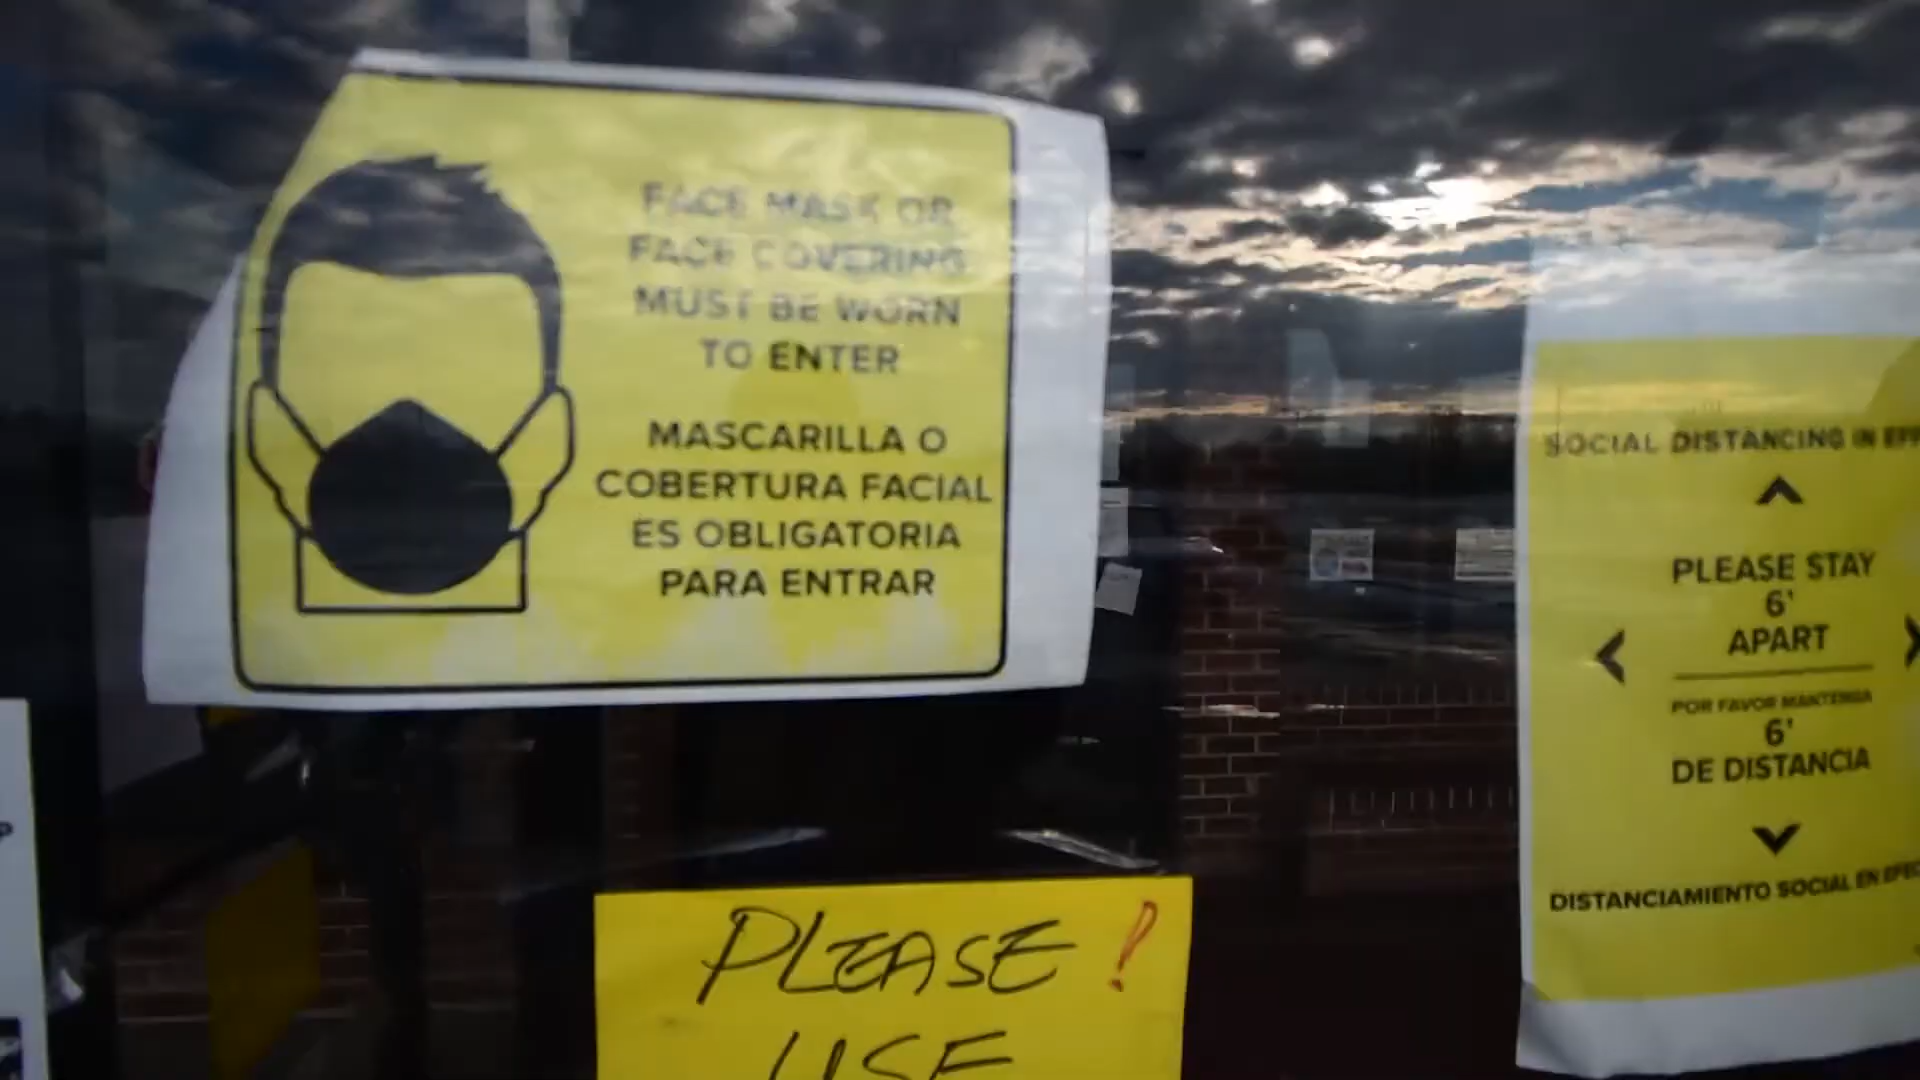 FACE MASK OR
FACE COVERING
MUST BE WORN
TO ENTER
MASCARILLA O
COBERTURA FACIAL
ES OBLIGATORIA
PARA ENTRAR
PLEASE!
USE
SOCIAL DISTANCING IN
PLEASE STAY
6'
APART
POR FAVOR MANTENGA
6'
DE DISTANCIA
DISTANCIAMIENTO SOCIAL EN